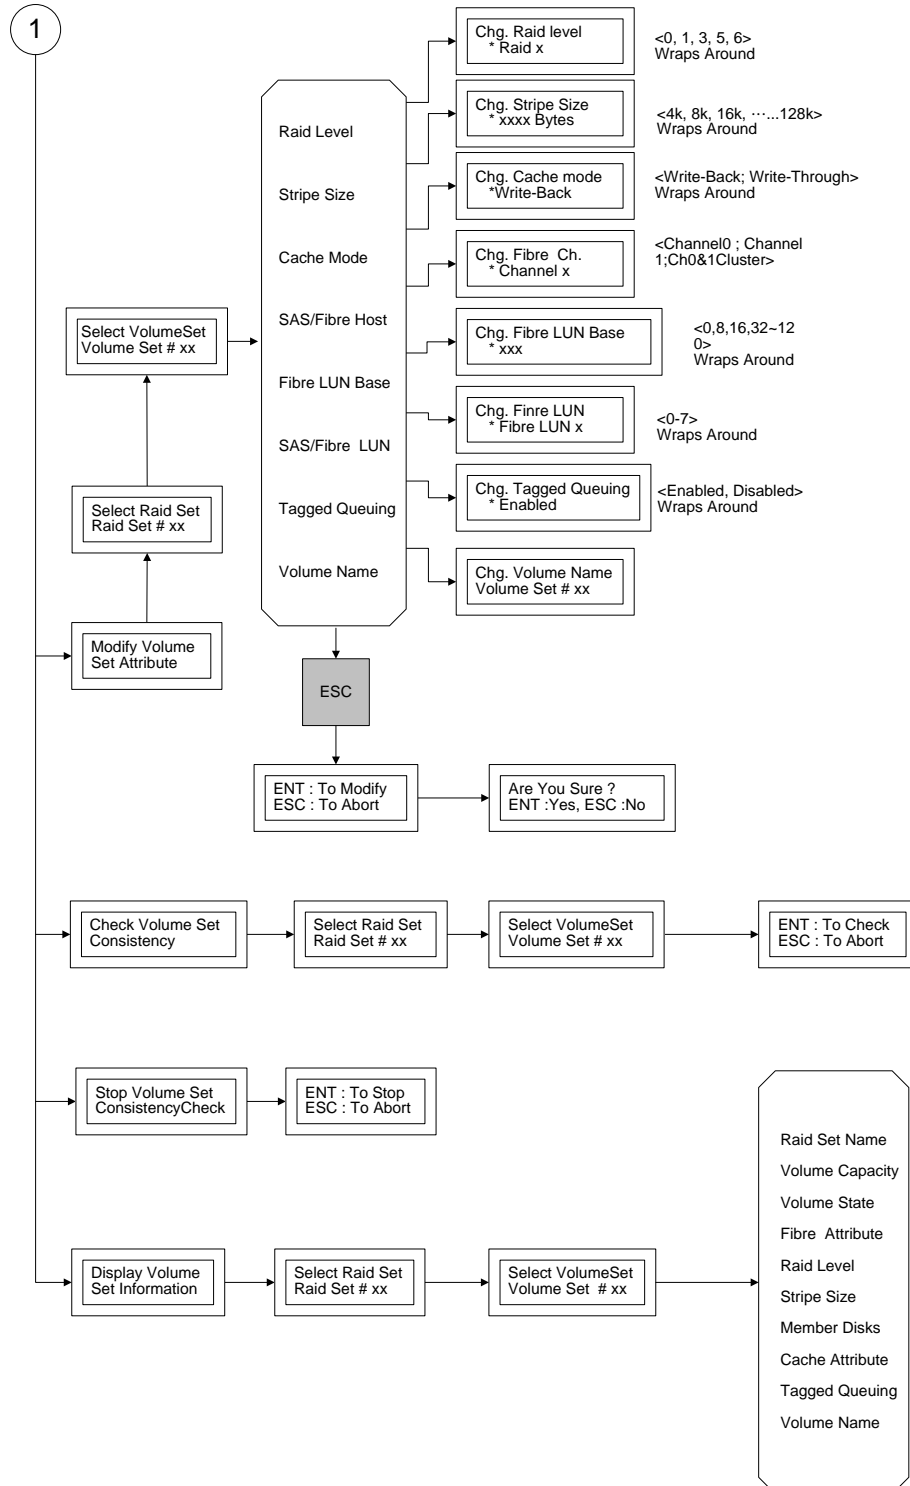 1
Chg. Raid level
* Raid x
<0, 1, 3, 5, 6>
Wraps Around
Chg. Stripe Size
* xxxx Bytes
<4k, 8k, 16k, ⋯...128k>
Wraps Around
Chg. Cache mode
*Write-Back
<Write-Back; Write-Through>
Wraps Around
Chg. Fibre Ch.
* Channel x
<Channel0 ; Channel
1;Ch0&1Cluster>
Chg. Fibre LUN Base
* xxx
<0,8,16,32~12
0>
Wraps Around
Chg. Finre LUN
* Fibre LUN x
<0-7>
Wraps Around
Chg. Tagged Queuing
* Enabled
<Enabled, Disabled>
Wraps Around
Chg. Volume Name
Volume Set # xx
Raid Level
Stripe Size
Cache Mode
SAS/Fibre Host
Fibre LUN Base
SAS/Fibre LUN
Tagged Queuing
Volume Name
Select VolumeSet
Volume Set # xx
Select Raid Set
Raid Set # xx
Modify Volume
Set Attribute
ESC
ENT : To Modify
ESC : To Abort
Are You Sure ?
ENT :Yes, ESC :No
Check Volume Set
Consistency
Select Raid Set
Raid Set # xx
Select VolumeSet
Volume Set # xx
ENT : To Check
ESC : To Abort
Stop Volume Set
ConsistencyCheck
ENT : To Stop
ESC : To Abort
Display Volume
Set Information
Select Raid Set
Raid Set # xx
Select VolumeSet
Volume Set # xx
Raid Set Name
Volume Capacity
Volume State
Fibre Attribute
Raid Level
Stripe Size
Member Disks
Cache Attribute
Tagged Queuing
Volume Name